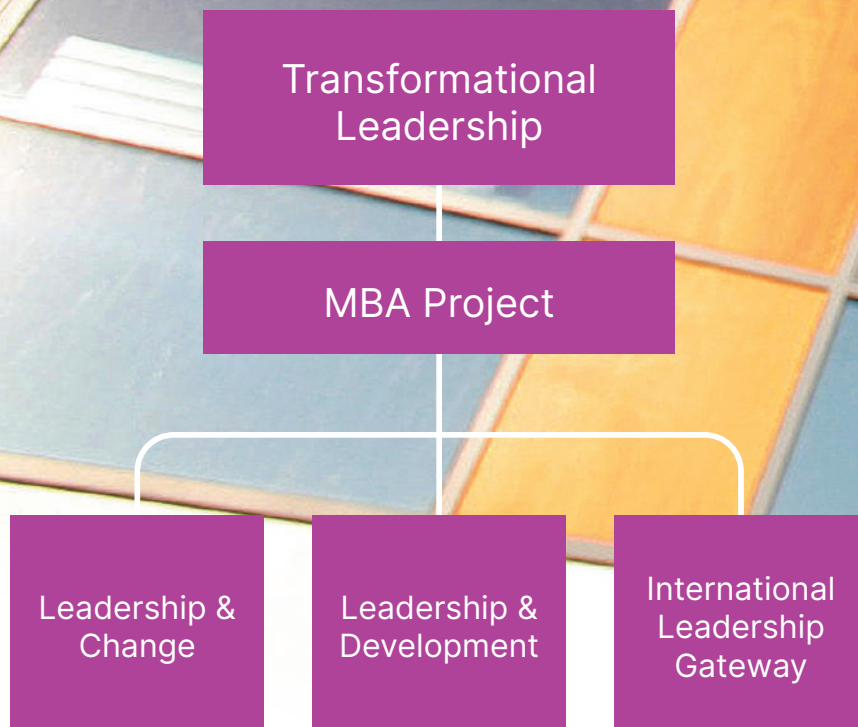 Transformational
Leadership
MBA Project
Leadership &
Change
Leadership &
Development
International
Leadership
Gateway